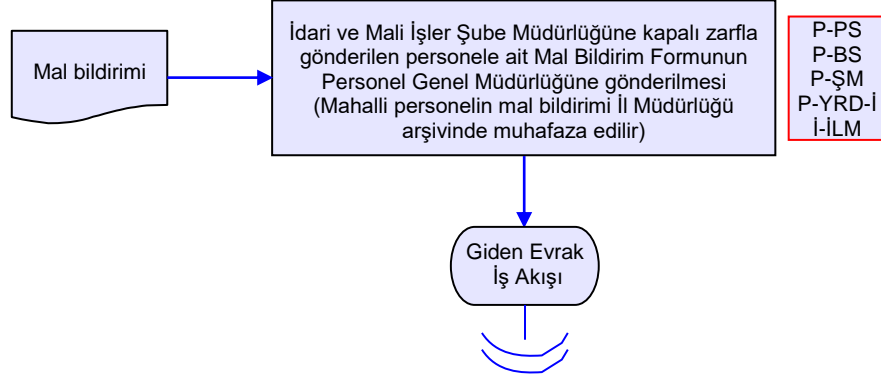 Mal bildirimi
İdari ve Mali İşler Şube Müdürlüğüne kapalı zarfla
gönderilen personele ait Mal Bildirim Formunun
Personel Genel Müdürlüğüne gönderilmesi
(Mahalli personelin mal bildirimi İl Müdürlüğü
arşivinde muhafaza edilir)
P-PS
P-BS
P-ŞM
P-YRD-İ
İ-İLM
Giden Evrak
İş Akışı